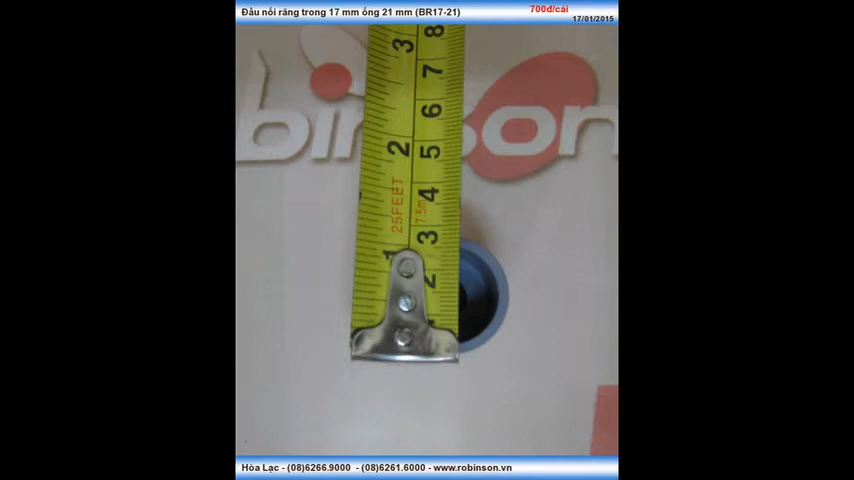 Đầu nối răng trong 17 mm ống 21 mm (BR17-21)
700đ/cái
17/01/2015
3
8
7
6
2
5
25FEET
7.5m
4
3
1
2
binson
Hòa Lạc - (08)6266.9000 - (08)6261.6000 - www.robinson.vn